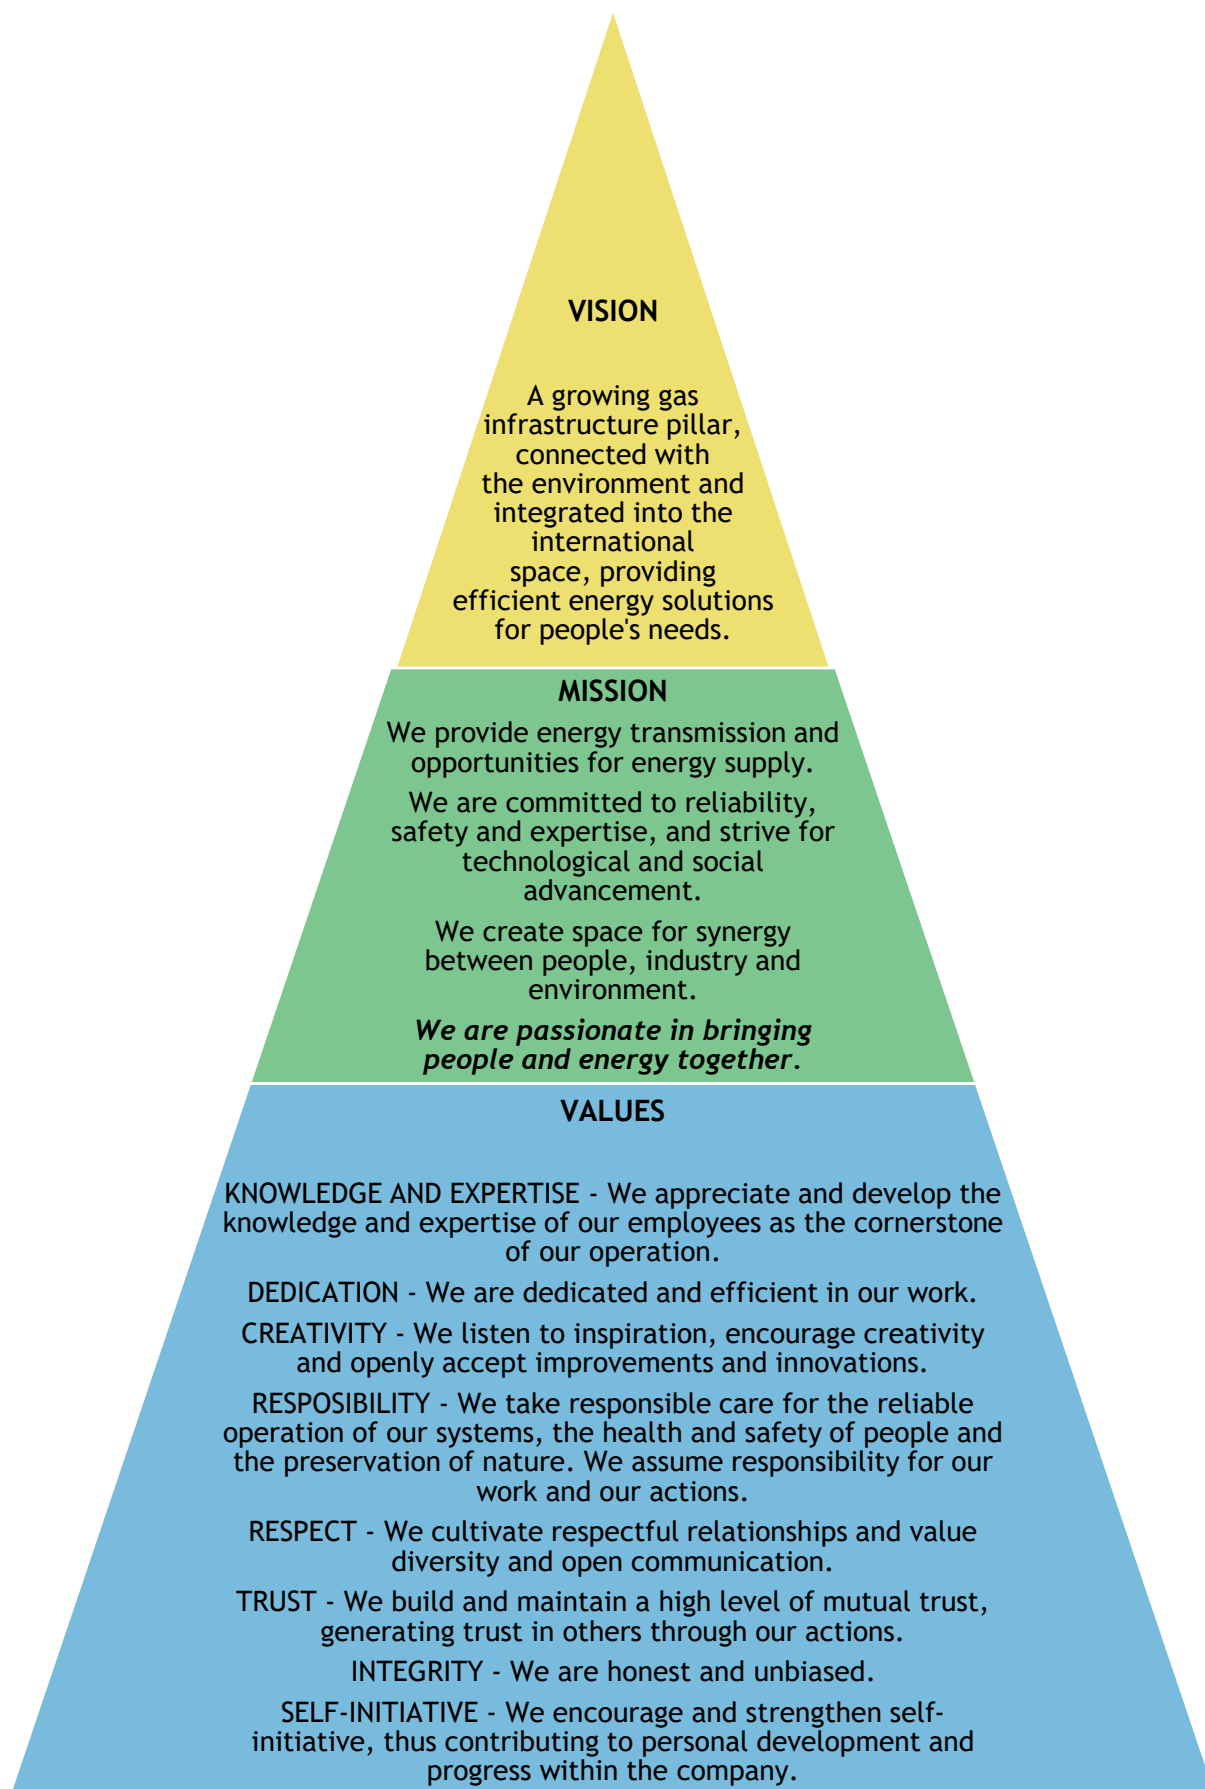 VISION
A growing gas
infrastructure pillar,
connected with
the environment and
integrated into the
international
space, providing
efficient energy solutions
for people's needs.
MISSION
We provide energy transmission and
opportunities for energy supply.
We are committed to reliability,
safety and expertise, and strive for
technological and social
advancement.
We create space for synergy
between people, industry and
environment.
We are passionate in bringing
people and energy together.
VALUES
KNOWLEDGE AND EXPERTISE - We appreciate and develop the
knowledge and expertise of our employees as the cornerstone
of our operation.
DEDICATION - We are dedicated and efficient in our work.
CREATIVITY - We listen to inspiration, encourage creativity
and openly accept improvements and innovations.
RESPOSIBILITY - We take responsible care for the reliable
operation of our systems, the health and safety of people and
the preservation of nature. We assume responsibility for our
work and our actions.
RESPECT - We cultivate respectful relationships and value
diversity and open communication.
TRUST - We build and maintain a high level of mutual trust,
generating trust in others through our actions.
INTEGRITY - We are honest and unbiased.
SELF-INITIATIVE - We encourage and strengthen self-
initiative, thus contributing to personal development and
progress within the company.